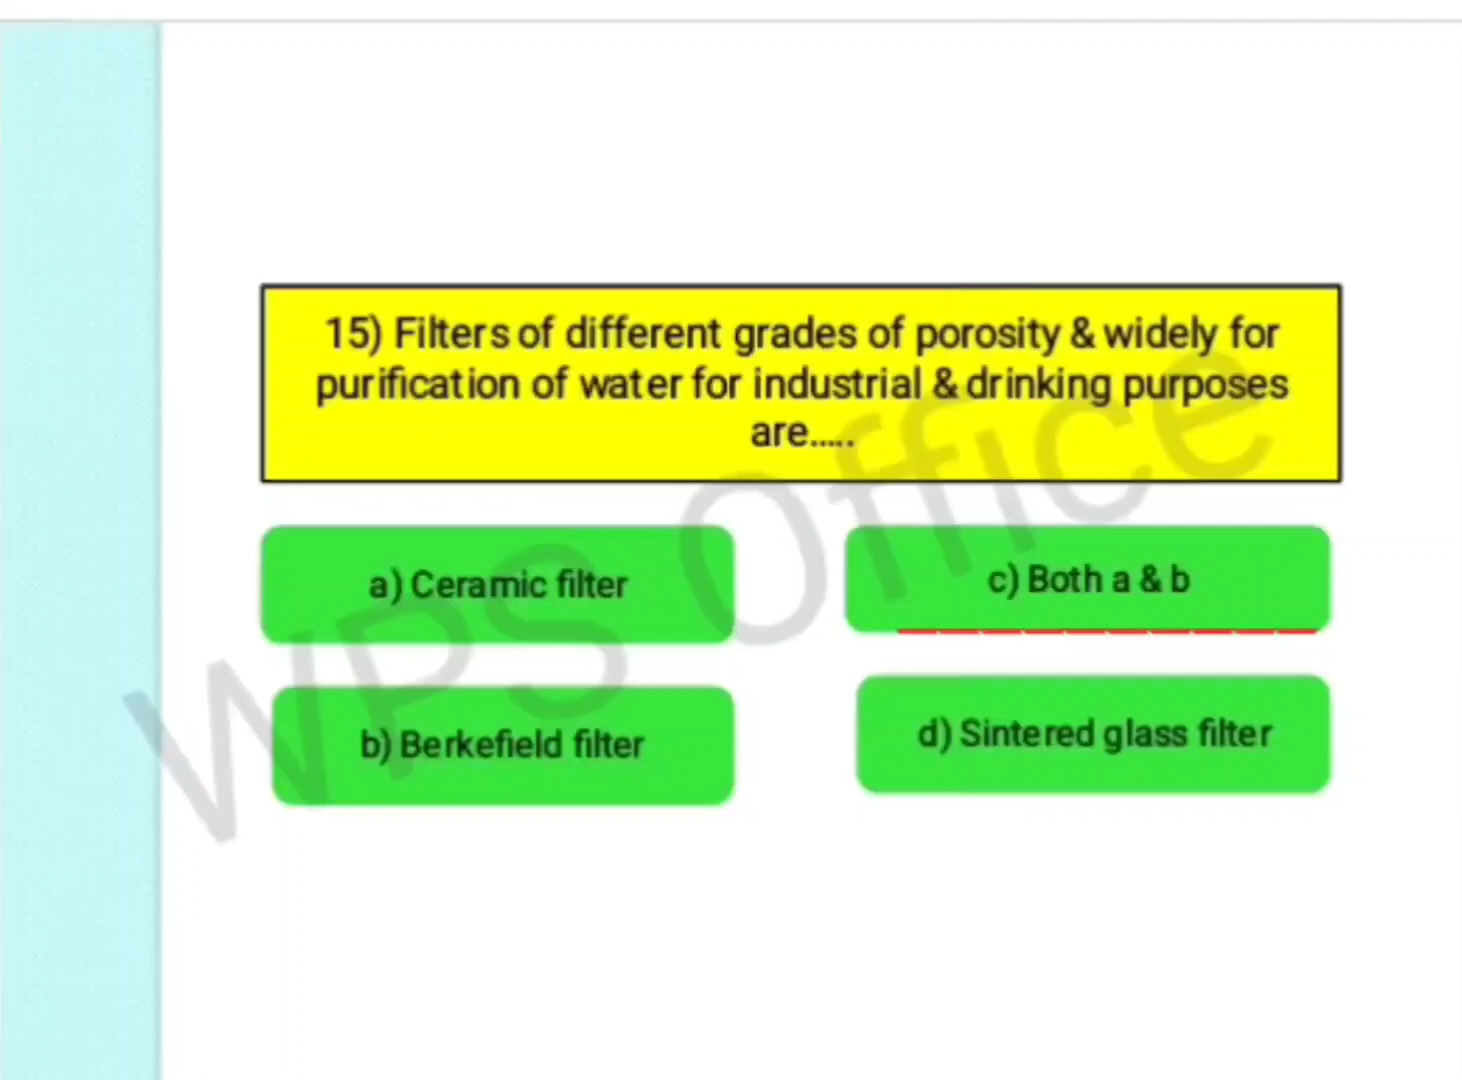 15) Filters of different grades of porosity & widely for
purification of water for industrial & drinking purposes
are.....
a) Ceramic filter
c) Both a & b
b) Berkefield filter
d) Sintered glass filter
WPS Office